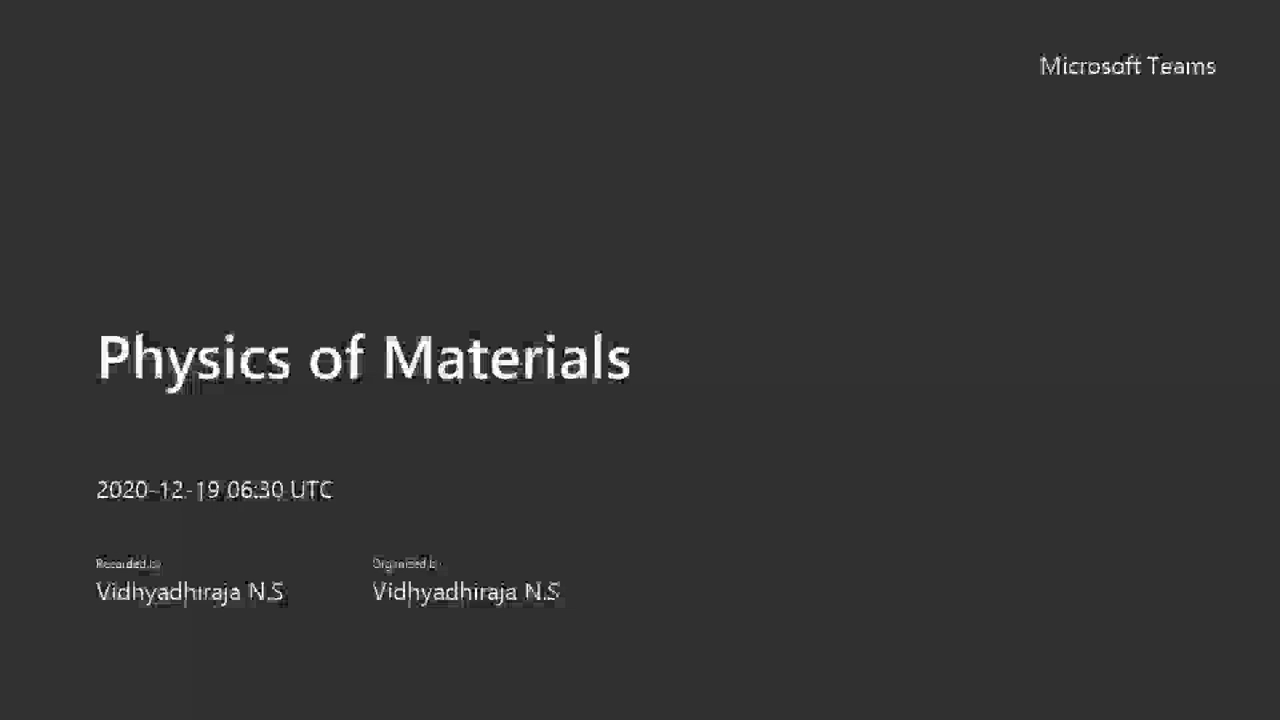 Microsoft Teams
Physics of Materials
2020-12-19 06:30 UTC
Recorded by Organized by
Vidhyadhiraja N.S Vidhyadhiraja N.S